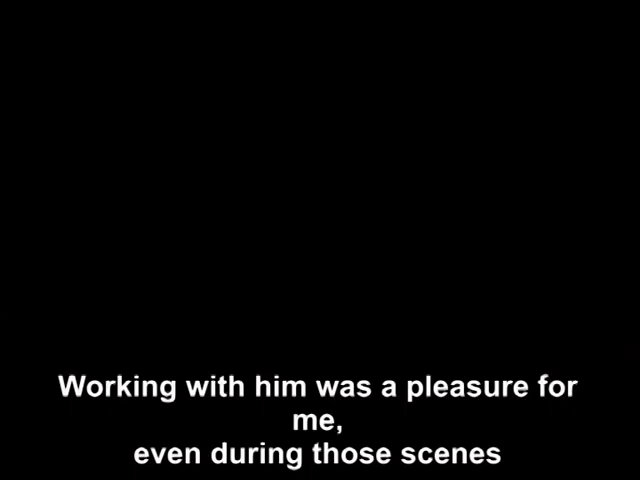 Working with him was a pleasure for
me,
even during those scenes